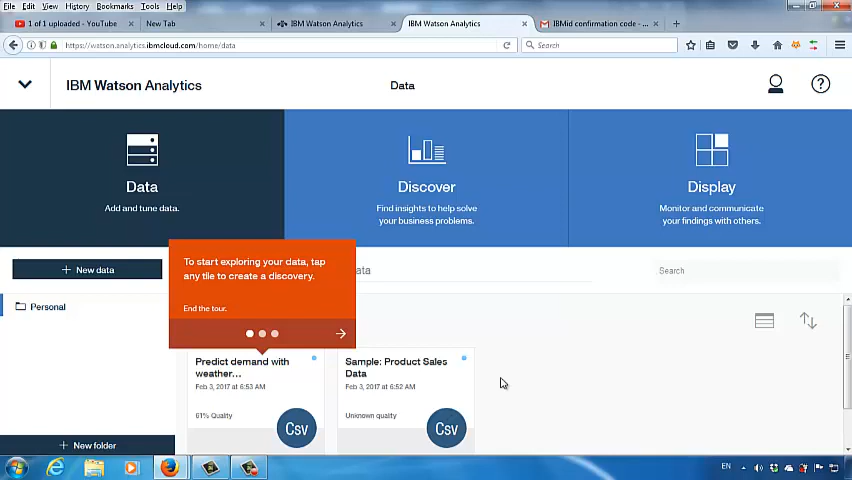 File Edit View History Bookmarks Tools Help
1 of 1 uploaded - YouTube
New Tab
IBM Watson Analytics
IBM Watson Analytics
IBMid confirmation code - ...
https://watson.analytics.ibmcloud.com/home/data
Search
IBM Watson Analytics
Data
Data
Add and tune data.
Discover
Find insights to help solve
your business problems.
Display
Monitor and communicate
your findings with others.
+ New data
To start exploring your data, tap
any tile to create a discovery.
End the tour.
Search
Personal
Predict demand with
weather...
Feb 3, 2017 at 6:53 AM
61% Quality
Csv
Sample: Product Sales
Data
Feb 3, 2017 at 6:52 AM
Unknown quality
Csv
+ New folder
EN